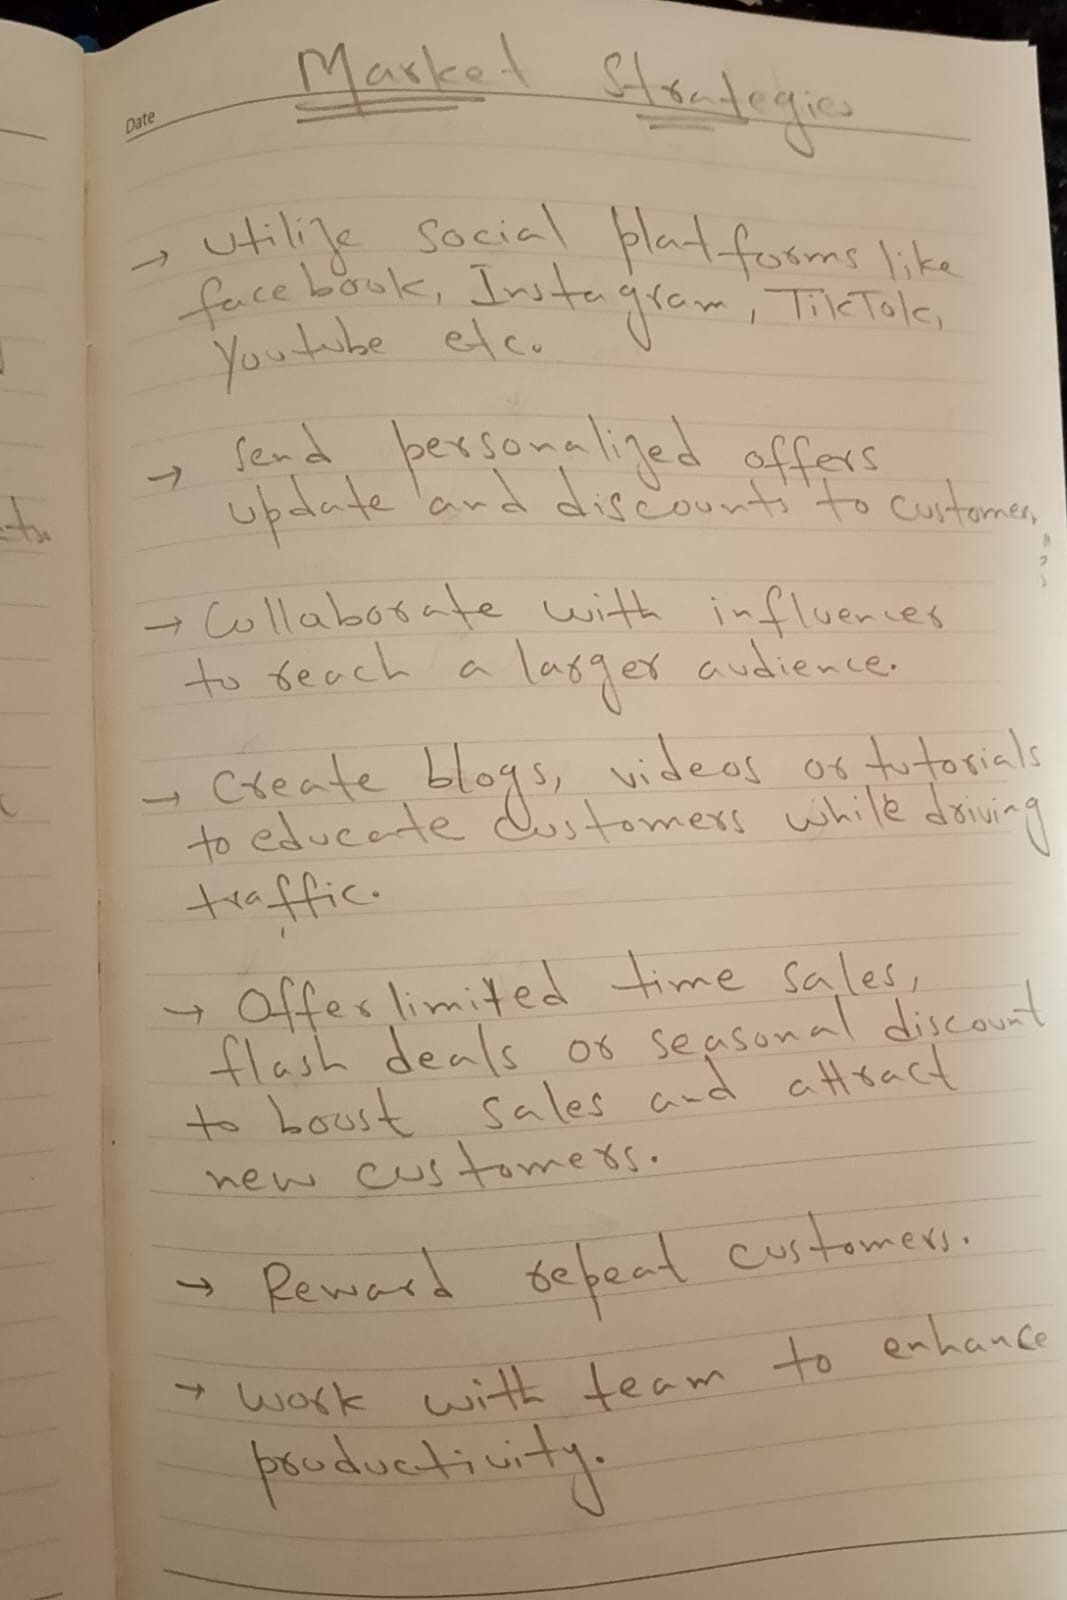 Market Strategies
Date
→ Utilize social platforms like
facebook, Instagram, TikTok,
Youtube etc.
→ Send personalized offers
update and discounts to customers
→ Collaborate with influencer
to reach a larger audience.
→ Create blogs, videos or tutorials
to educate customers while driving
traffic.
→ Offer limited time sales,
flash deals or seasonal discount
to boost sales and attract
new customers.
→ Reward repeat customers.
→ Work with team to enhance
productivity.